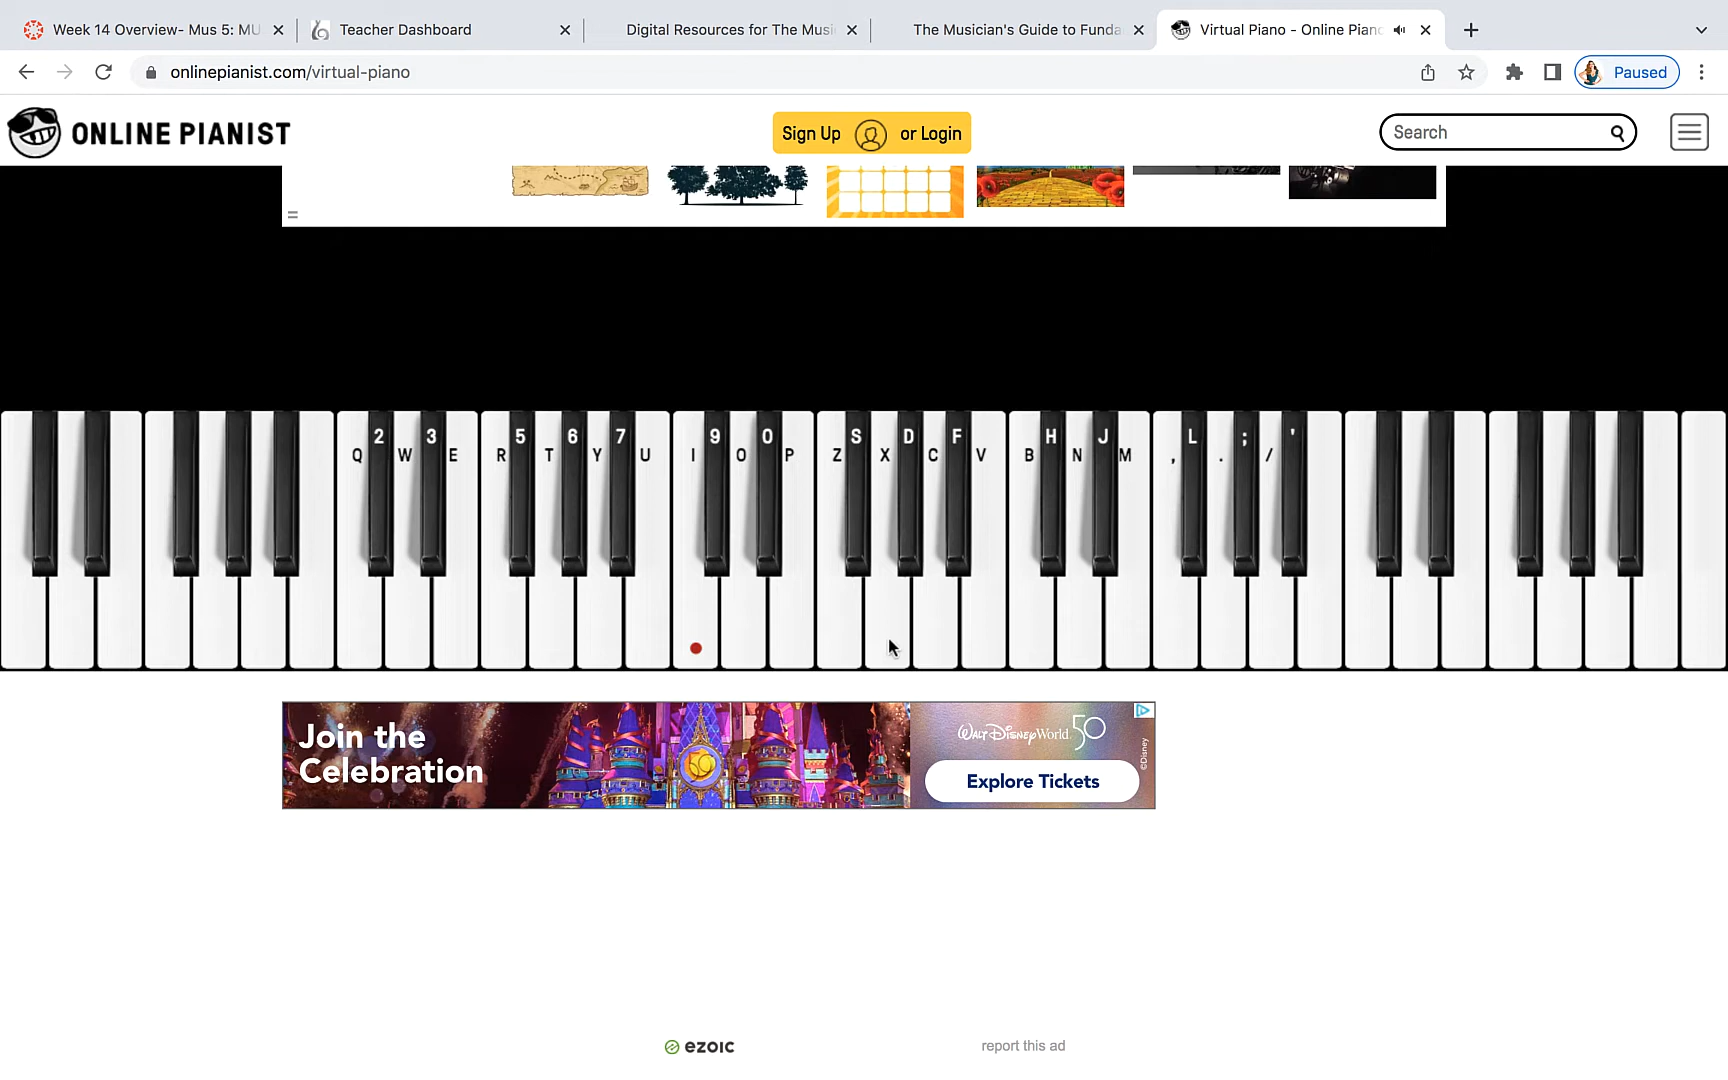 Week 14 Overview- Mus 5: MU
Teacher Dashboard
Digital Resources for The Musi
The Musician's Guide to Funda
Virtual Piano - Online Piano
onlinepianist.com/virtual-piano
Paused
ONLINE PIANIST
Sign Up or Login
Search
2 3 5 6 7 9 0 S D F H J L ; '
Q W E R T Y U I O P Z X C V B N M , . /
Join the
Celebration
Walt Disney World. 50
Explore Tickets
©Disney
ezoic
report this ad